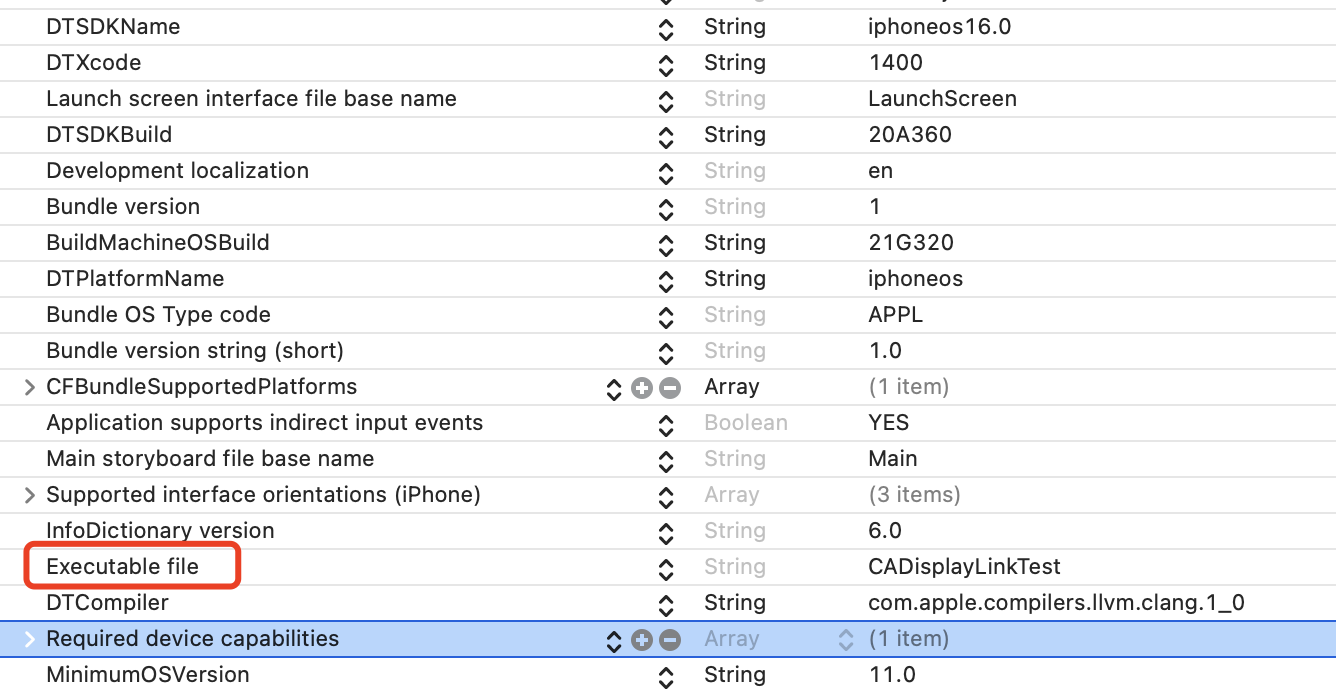 DTSDKName String iphoneos16.0
DTXcode String 1400
Launch screen interface file base name String LaunchScreen
DTSDKBuild String 20A360
Development localization String en
Bundle version String 1
BuildMachineOSBuild String 21G320
DTPlatformName String iphoneos
Bundle OS Type code String APPL
Bundle version string (short) String 1.0
CFBundleSupportedPlatforms Array (1 item)
Application supports indirect input events Boolean YES
Main storyboard file base name String Main
Supported interface orientations (iPhone) Array (3 items)
InfoDictionary version String 6.0
Executable file String CADisplayLinkTest
DTCompiler String com.apple.compilers.llvm.clang.1_0
Required device capabilities Array (1 item)
MinimumOSVersion String 11.0